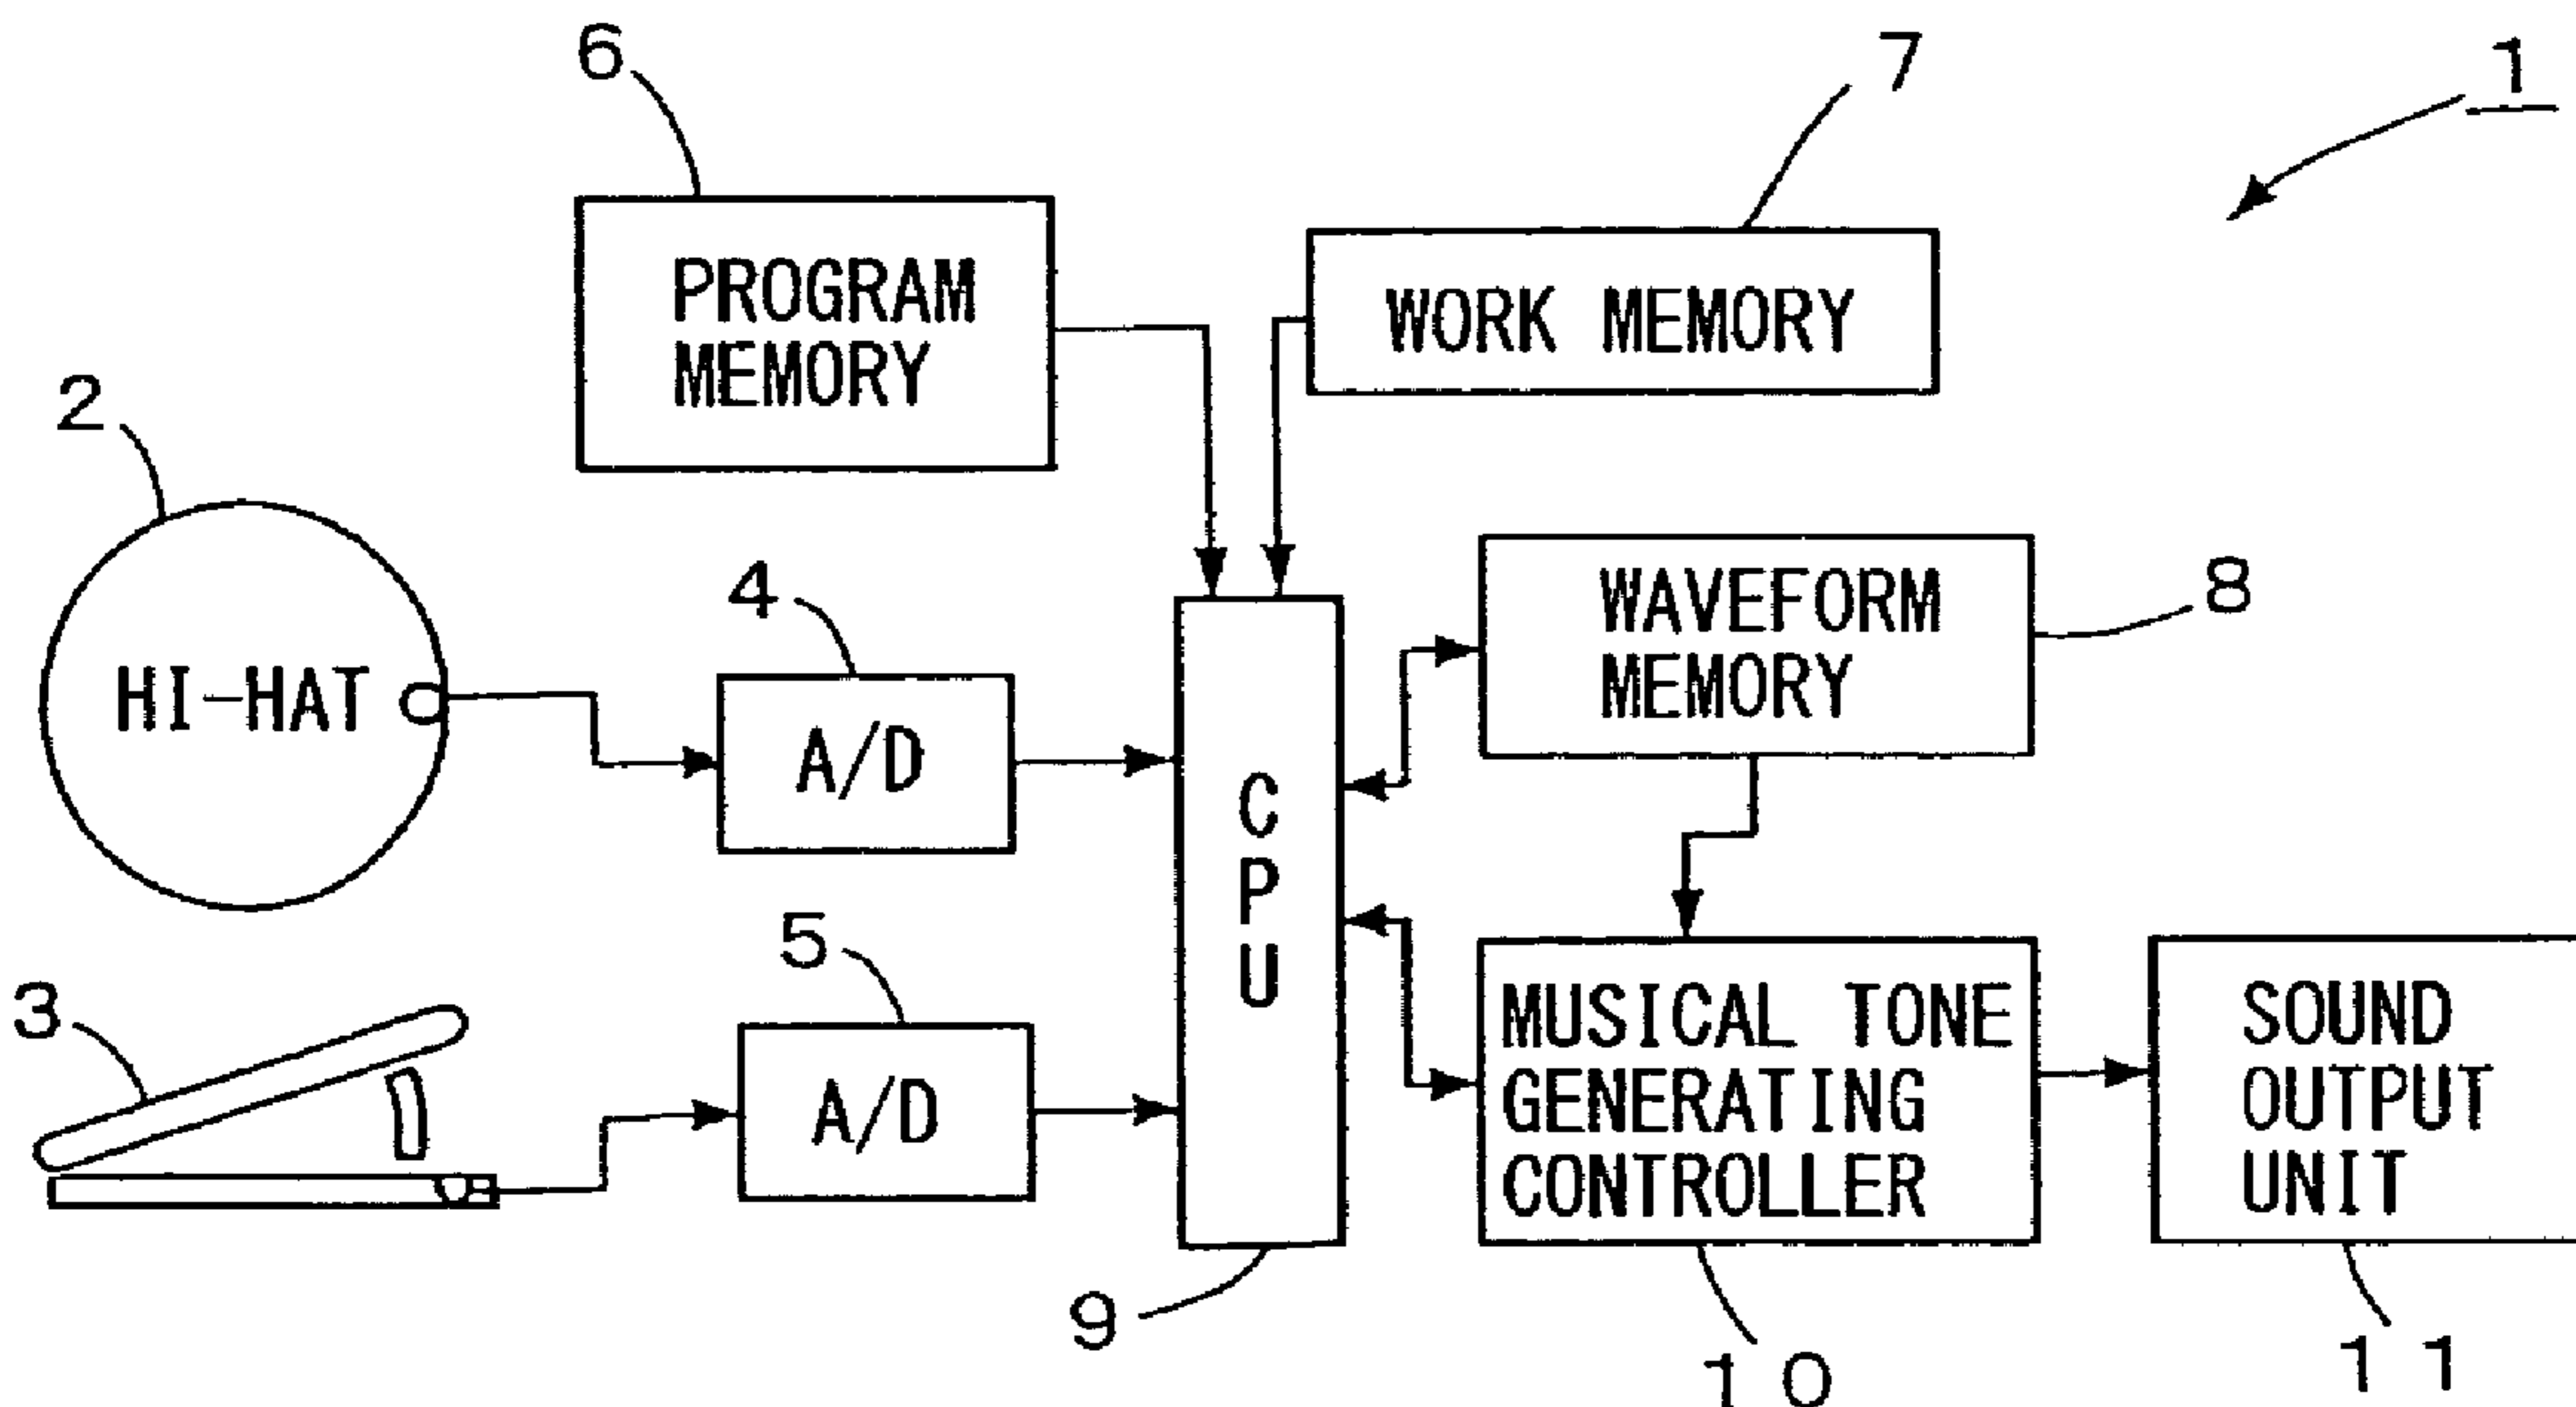 6
7
1
PROGRAM
MEMORY
WORK MEMORY
2
HI-HAT
4
A/D
WAVEFORM
MEMORY
8
C
P
U
3
5
A/D
MUSICAL TONE
GENERATING
CONTROLLER
SOUND
OUTPUT
UNIT
9
10
11